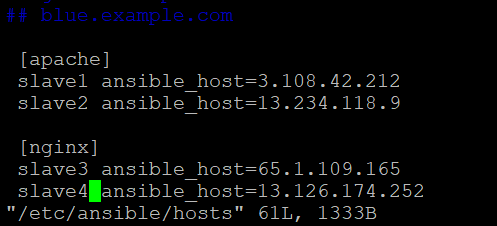 ## blue.example.com
[apache]
slave1 ansible_host=3.108.42.212
slave2 ansible_host=13.234.118.9
[nginx]
slave3 ansible_host=65.1.109.165
slave4 ansible_host=13.126.174.252
"/etc/ansible/hosts" 61L, 1333B